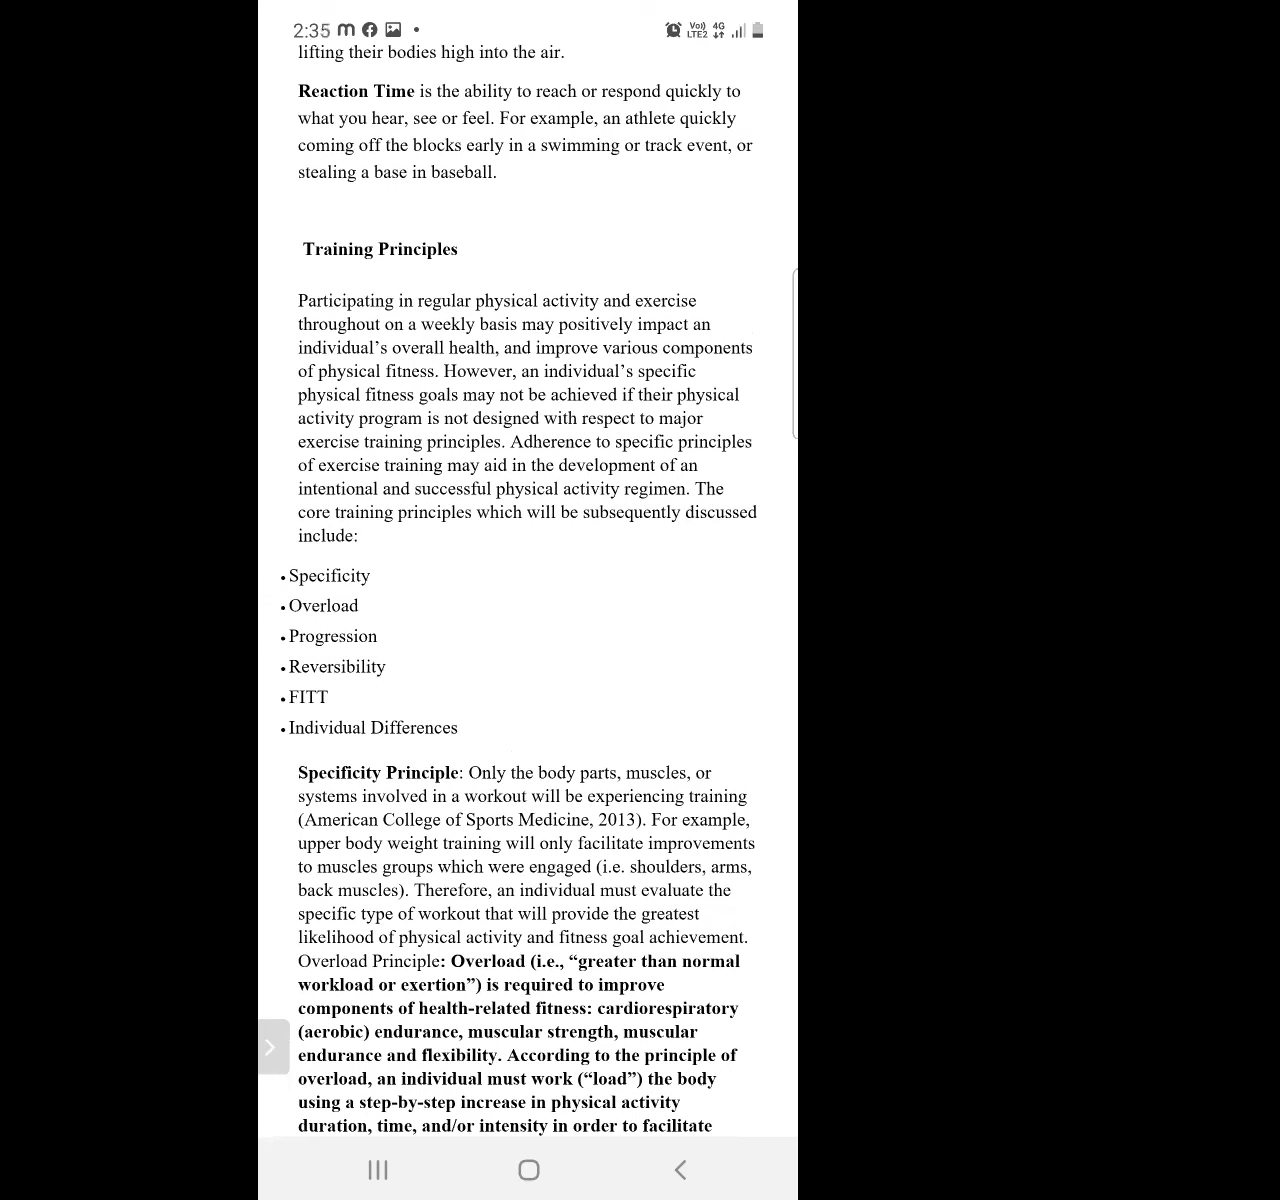 2:35
Vo)) 4G
LTE2
lifting their bodies high into the air.
Reaction Time is the ability to reach or respond quickly to
what you hear, see or feel. For example, an athlete quickly
coming off the blocks early in a swimming or track event, or
stealing a base in baseball.
Training Principles
Participating in regular physical activity and exercise
throughout on a weekly basis may positively impact an
individual’s overall health, and improve various components
of physical fitness. However, an individual’s specific
physical fitness goals may not be achieved if their physical
activity program is not designed with respect to major
exercise training principles. Adherence to specific principles
of exercise training may aid in the development of an
intentional and successful physical activity regimen. The
core training principles which will be subsequently discussed
include:
• Specificity
• Overload
• Progression
• Reversibility
• FITT
• Individual Differences
Specificity Principle: Only the body parts, muscles, or
systems involved in a workout will be experiencing training
(American College of Sports Medicine, 2013). For example,
upper body weight training will only facilitate improvements
to muscles groups which were engaged (i.e. shoulders, arms,
back muscles). Therefore, an individual must evaluate the
specific type of workout that will provide the greatest
likelihood of physical activity and fitness goal achievement.
Overload Principle: Overload (i.e., “greater than normal
workload or exertion”) is required to improve
components of health-related fitness: cardiorespiratory
(aerobic) endurance, muscular strength, muscular
endurance and flexibility. According to the principle of
overload, an individual must work (“load”) the body
using a step-by-step increase in physical activity
duration, time, and/or intensity in order to facilitate